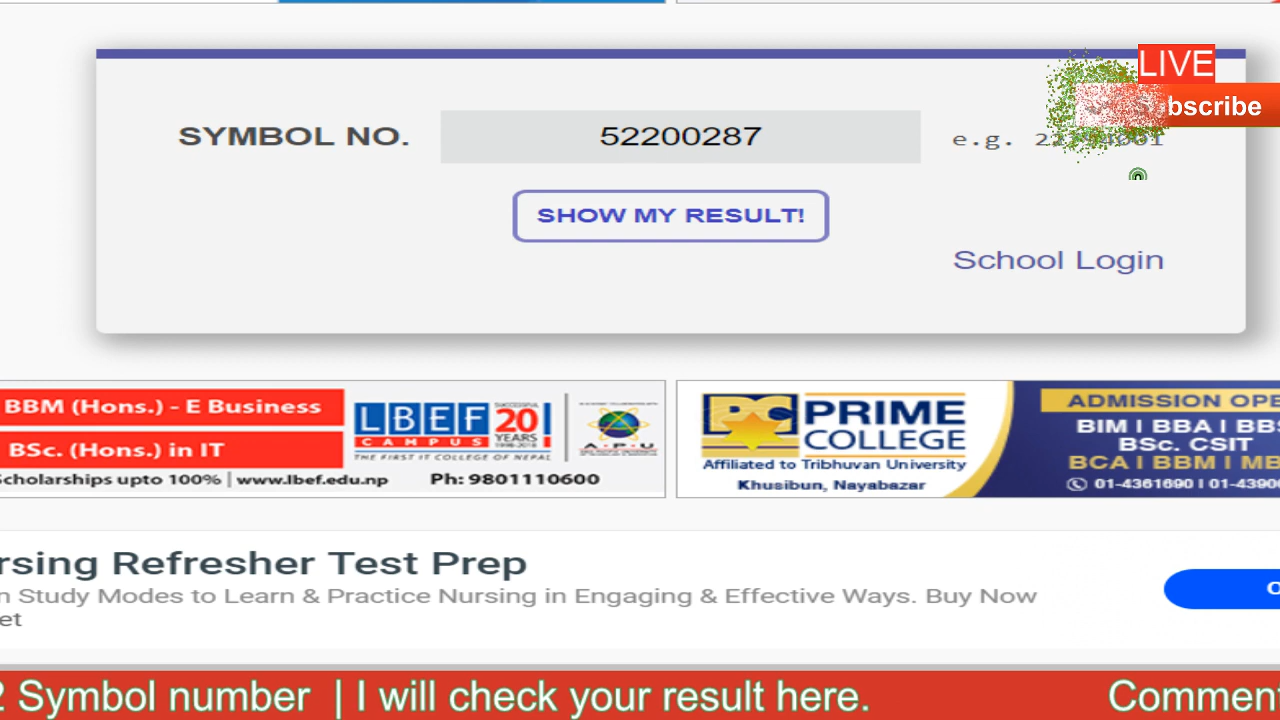 LIVE
bscribe
SYMBOL NO. 52200287 e.g.
SHOW MY RESULT!
School Login
BBM (Hons.) - E Business
BSc. (Hons.) in IT
cholarships upto 100% | www.lbef.edu.np Ph: 9801110600
LBEF
CAMPUS
THE FIRST IT COLLEGE OF NEPAL
20
YEARS
A·P·U
PC PRIME
COLLEGE
Affiliated to Tribhuvan University
Khusibun, Nayabazar
ADMISSION OPE
BIM | BBA | BBS
BSc. CSIT
BCA | BBM | MB
01-4361690 | 01-4390
rsing Refresher Test Prep
n Study Modes to Learn & Practice Nursing in Engaging & Effective Ways. Buy Now
et
2 Symbol number | I will check your result here. Comment